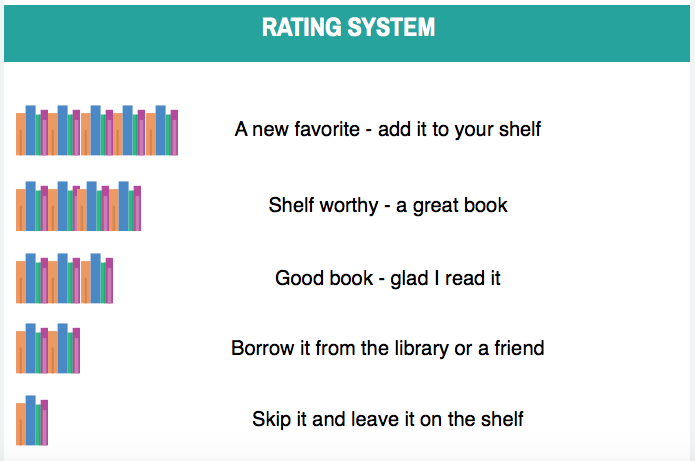 RATING SYSTEM
A new favorite - add it to your shelf
Shelf worthy - a great book
Good book - glad I read it
Borrow it from the library or a friend
Skip it and leave it on the shelf